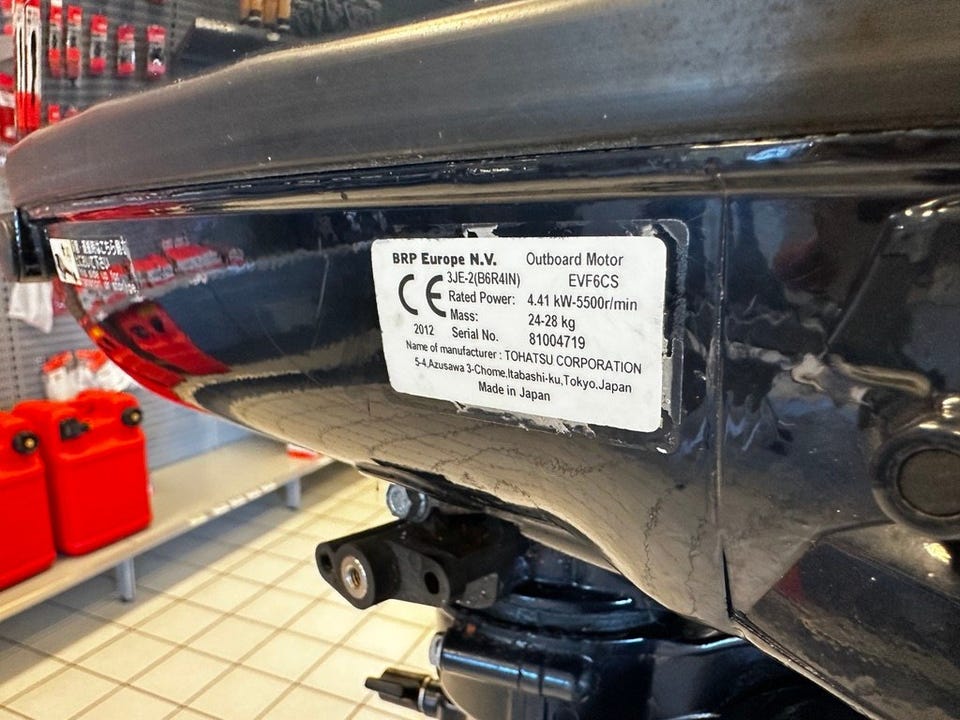 BRP Europe N.V. Outboard Motor
CE 3JE-2(B6R4IN) EVF6CS
Rated Power: 4.41 kW-5500r/min
Mass: 24-28 kg
2012 Serial No. 81004719
Name of manufacturer : TOHATSU CORPORATION
5-4,Azusawa 3-Chome,Itabashi-ku,Tokyo,Japan
Made in Japan